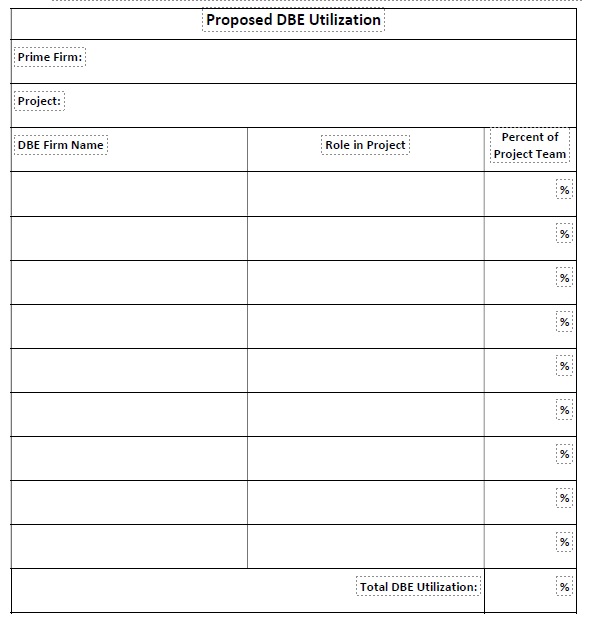 Proposed DBE Utilization
Prime Firm:
Project:
DBE Firm Name
Role in Project
Percent of
Project Team
%
%
%
%
%
%
%
%
%
Total DBE Utilization:
%